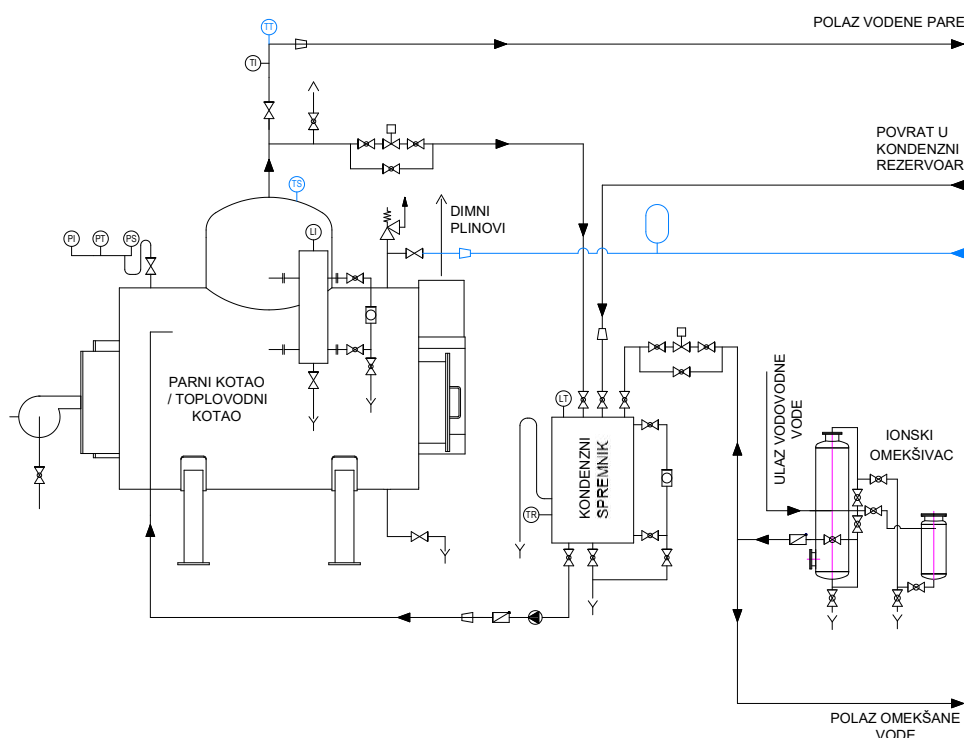 TT
POLAZ VODENE PARE
TI
POVRAT U
KONDENZNI
REZERVOAR
TS
DIMNI
PLINOVI
LI
PI
PT
PS
PARNI KOTAO
/ TOPLOVODNI
KOTAO
LT
KONDENZNI
SPREMNIK
TR
ULAZ VODOVODNE
VODE
IONSKI
OMEKŠIVAC
POLAZ OMEKŠANE
VODE